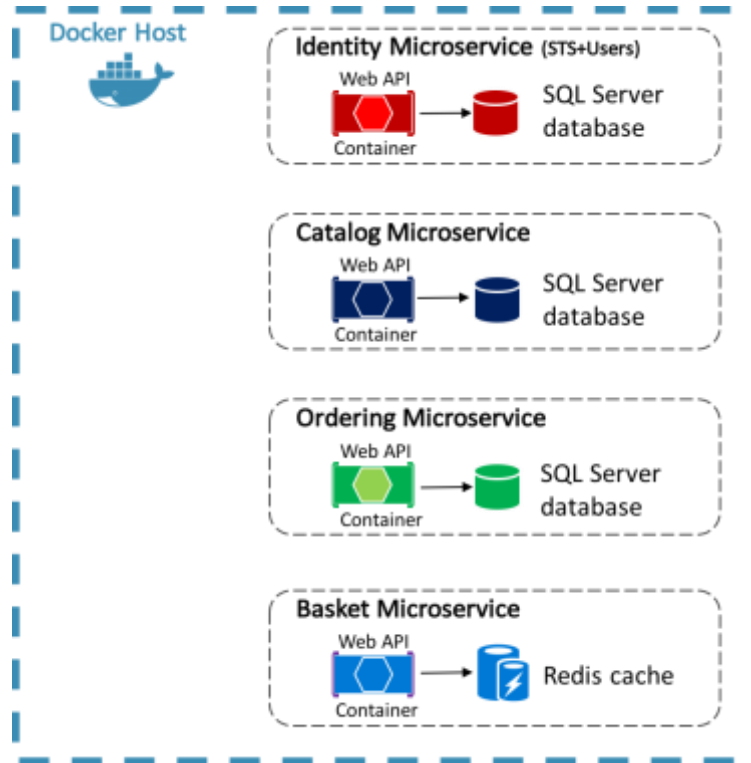 Docker Host
Identity Microservice (STS+Users)
Web API
Container
SQL Server
database
Catalog Microservice
Web API
Container
SQL Server
database
Ordering Microservice
Web API
Container
SQL Server
database
Basket Microservice
Web API
Container
Redis cache